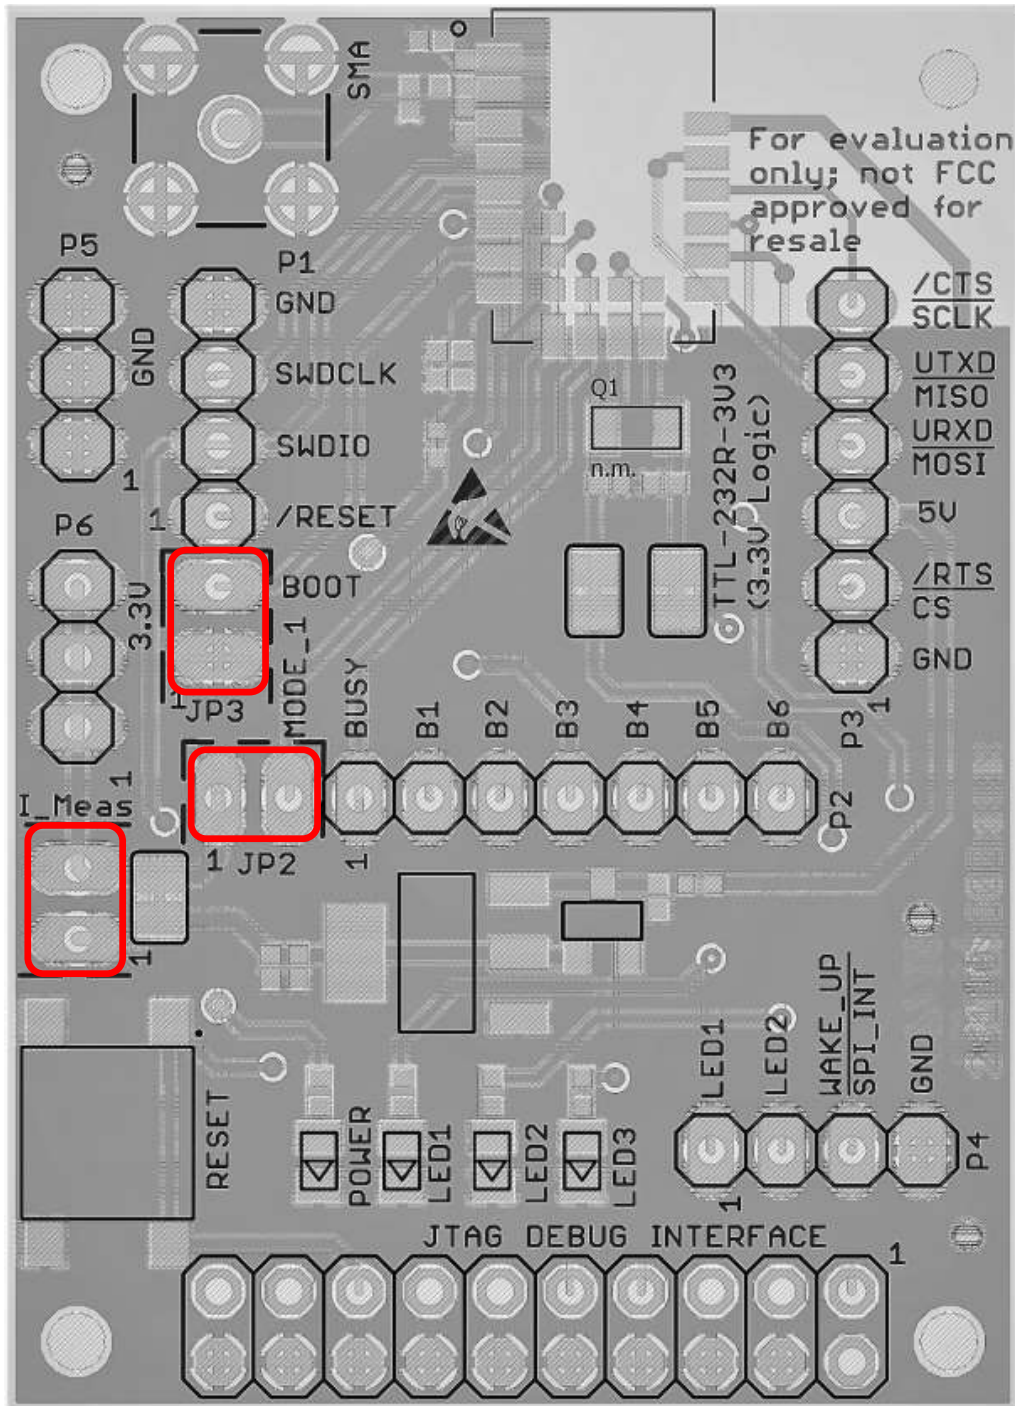 SMA
For evaluation
only; not FCC
approved for
resale
P5
P1
GND
GND
SWDCLK
SWDIO
/RESET
1
1
/CTS
SCLK
UTXD
MISO
URXD
MOSI
5V
/RTS
CS
GND
Q1
n.m.
TTL-232R-3V3
(3.3V Logic)
P6
3.3V
BOOT
1
JP3
MODE_1
BUSY
B1
B2
B3
B4
B5
B6
P3
1
1
I_Meas
1
JP2
1
P2
1
RESET
POWER
LED1
LED2
LED3
LED1
LED2
WAKE_UP
SPI_INT
GND
P4
1
JTAG DEBUG INTERFACE
1